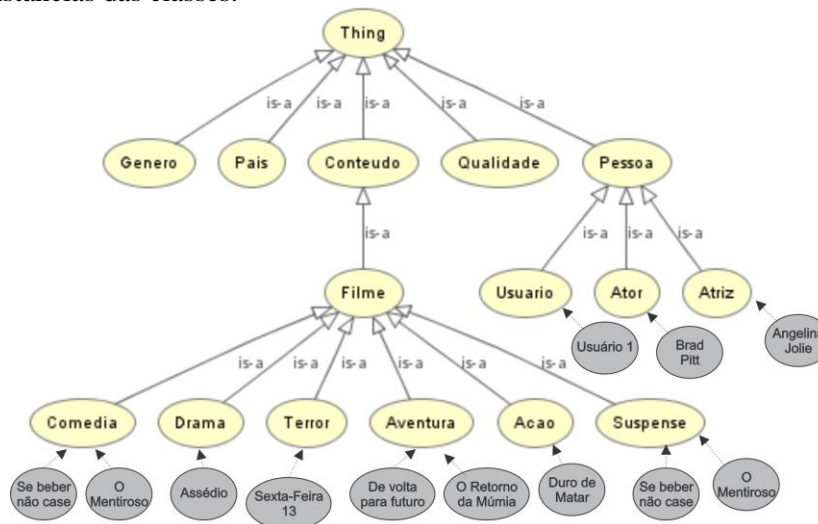 Thing
is-a
is-a
is-a
is-a
is-a
Genero
Pais
Conteudo
Qualidade
Pessoa
is-a
is-a
is-a
is-a
Filme
Usuario
Ator
Atriz
Usuário 1
Brad
Pitt
Angelina
Jolie
is-a
is-a
is-a
is-a
is-a
is-a
Comedia
Drama
Terror
Aventura
Acao
Suspense
Se beber
não case
O
Mentiroso
Assédio
Sexta-Feira
13
De volta
para futuro
O Retorno
da Múmia
Duro de
Matar
Se beber
não case
O
Mentiroso